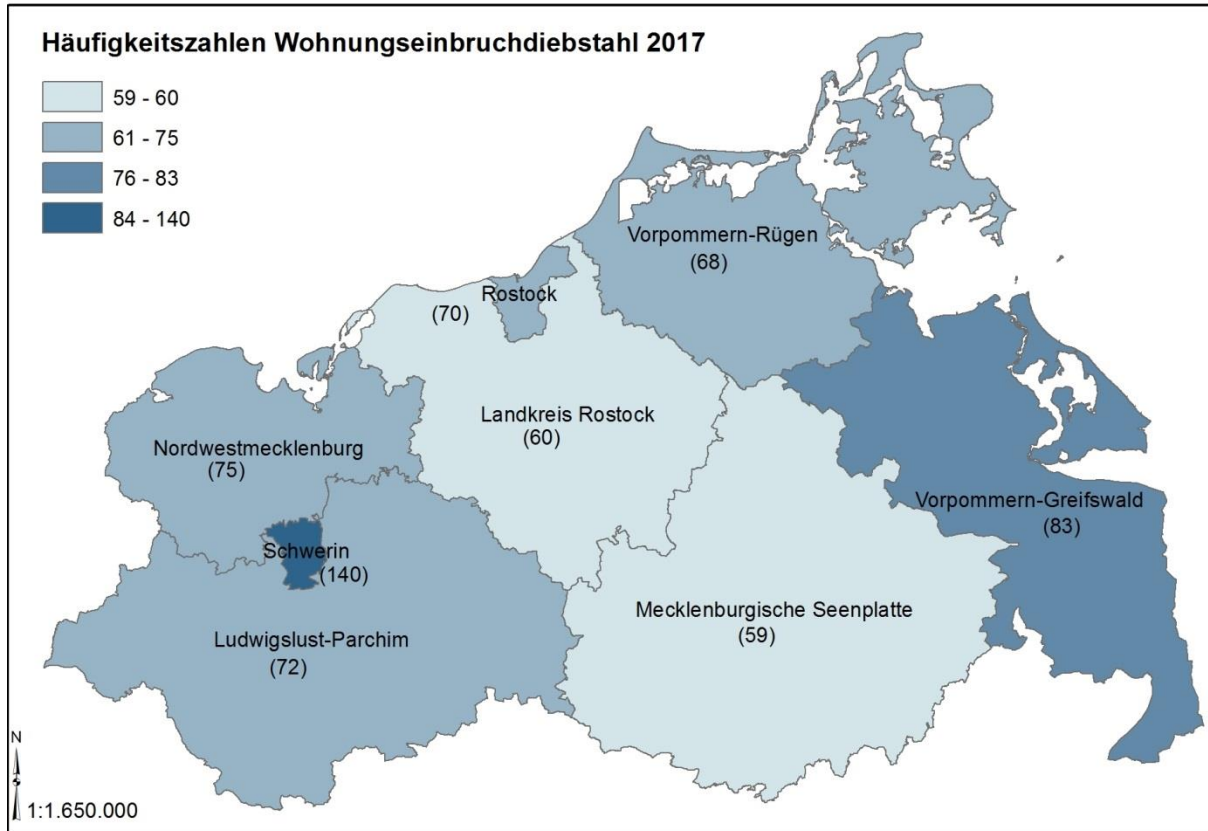 Häufigkeitszahlen Wohnungseinbruchdiebstahl 2017
59 - 60
61 - 75
76 - 83
84 - 140
Vorpommern-Rügen
(68)
Rostock
(70)
Landkreis Rostock
(60)
Nordwestmecklenburg
(75)
Vorpommern-Greifswald
(83)
Schwerin
(140)
Mecklenburgische Seenplatte
(59)
Ludwigslust-Parchim
(72)
N
1:1.650.000